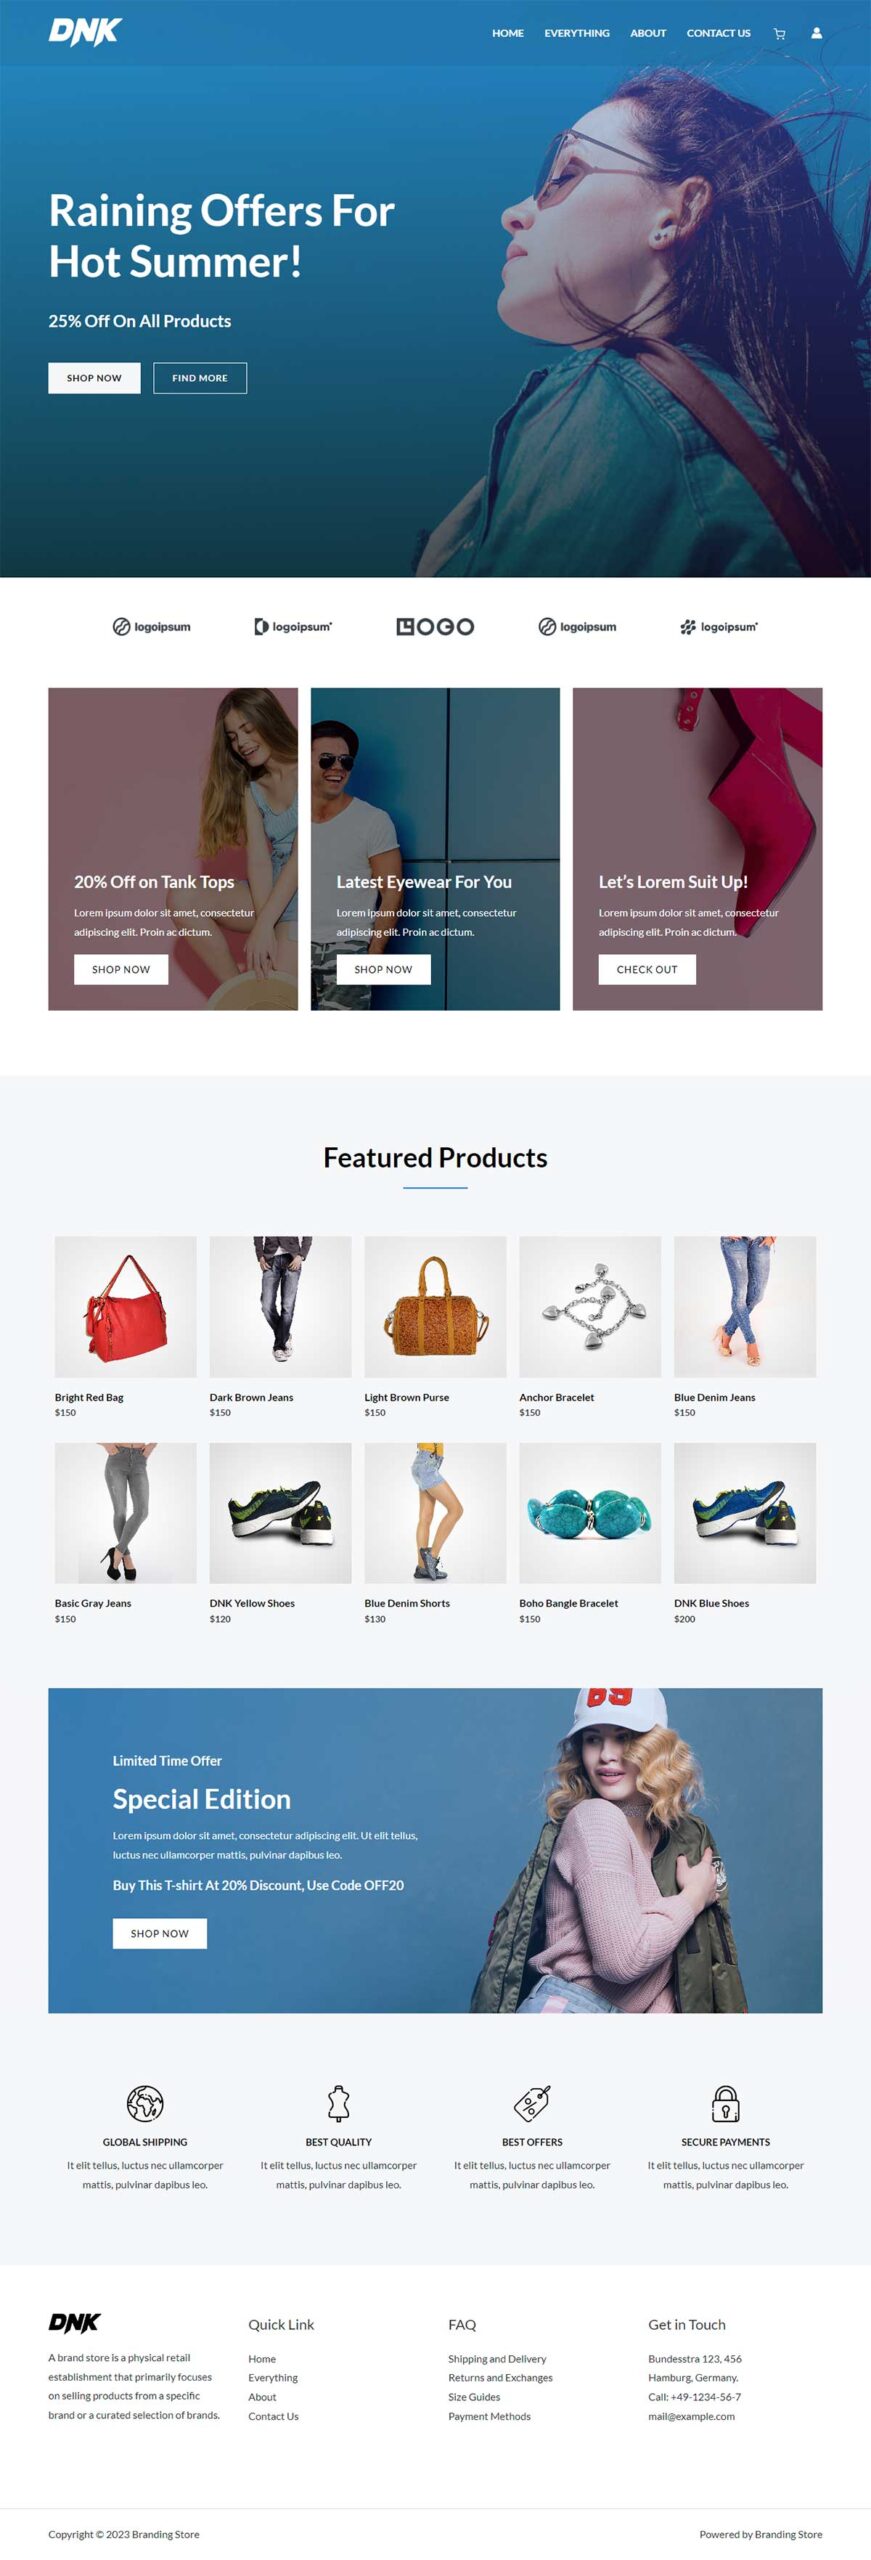 DNK
HOME EVERYTHING ABOUT CONTACT US
Raining Offers For
Hot Summer!
25% Off On All Products
SHOP NOW FIND MORE
logoipsum logoipsum LOGO logoipsum logoipsum
20% Off on Tank Tops
Lorem ipsum dolor sit amet, consectetur
adipiscing elit. Proin ac dictum.
SHOP NOW
Latest Eyewear For You
Lorem ipsum dolor sit amet, consectetur
adipiscing elit. Proin ac dictum.
SHOP NOW
Let’s Lorem Suit Up!
Lorem ipsum dolor sit amet, consectetur
adipiscing elit. Proin ac dictum.
CHECK OUT
Featured Products
Bright Red Bag
$150
Dark Brown Jeans
$150
Light Brown Purse
$150
Anchor Bracelet
$150
Blue Denim Jeans
$150
Basic Gray Jeans
$150
DNK Yellow Shoes
$120
Blue Denim Shorts
$130
Boho Bangle Bracelet
$150
DNK Blue Shoes
$200
Limited Time Offer
Special Edition
Lorem ipsum dolor sit amet, consectetur adipiscing elit. Ut elit tellus,
luctus nec ullamcorper mattis, pulvinar dapibus leo.
Buy This T-shirt At 20% Discount, Use Code OFF20
SHOP NOW
GLOBAL SHIPPING
It elit tellus, luctus nec ullamcorper
mattis, pulvinar dapibus leo.
BEST QUALITY
It elit tellus, luctus nec ullamcorper
mattis, pulvinar dapibus leo.
BEST OFFERS
It elit tellus, luctus nec ullamcorper
mattis, pulvinar dapibus leo.
SECURE PAYMENTS
It elit tellus, luctus nec ullamcorper
mattis, pulvinar dapibus leo.
DNK
A brand store is a physical retail
establishment that primarily focuses
on selling products from a specific
brand or a curated selection of brands.
Quick Link
Home
Everything
About
Contact Us
FAQ
Shipping and Delivery
Returns and Exchanges
Size Guides
Payment Methods
Get in Touch
Bundesstra 123, 456
Hamburg, Germany.
Call: +49-1234-56-7
mail@example.com
Copyright © 2023 Branding Store
Powered by Branding Store